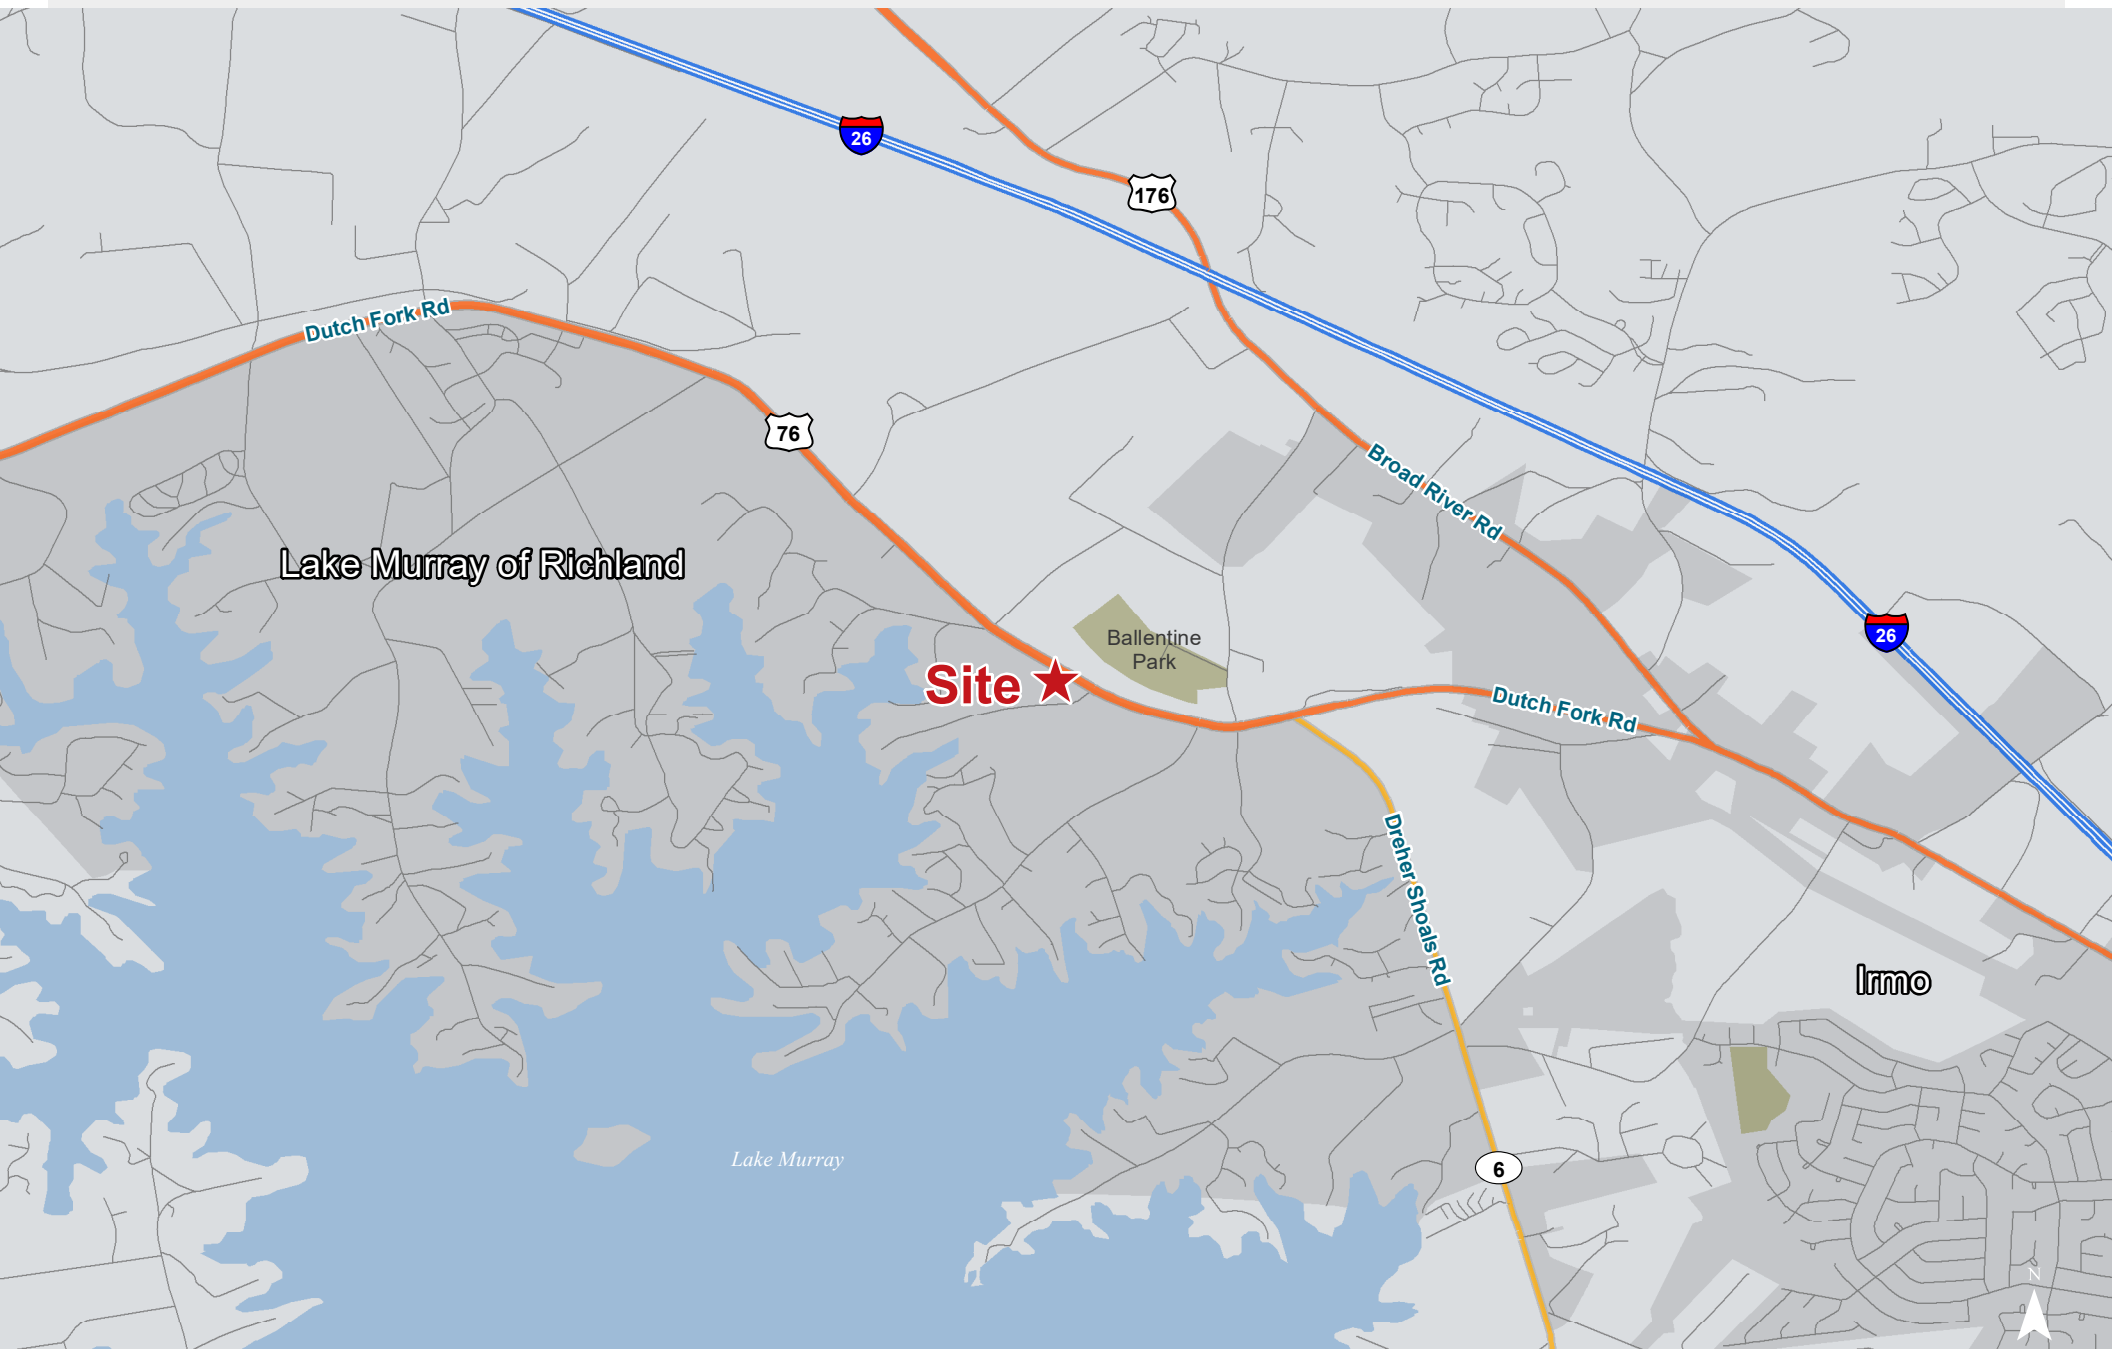 26
176
Dutch Fork Rd
76
Broad River Rd
Lake Murray of Richland
26
Ballentine
Park
Site
Dutch Fork Rd
Dreher Shoals Rd
Irmo
Lake Murray
6
N